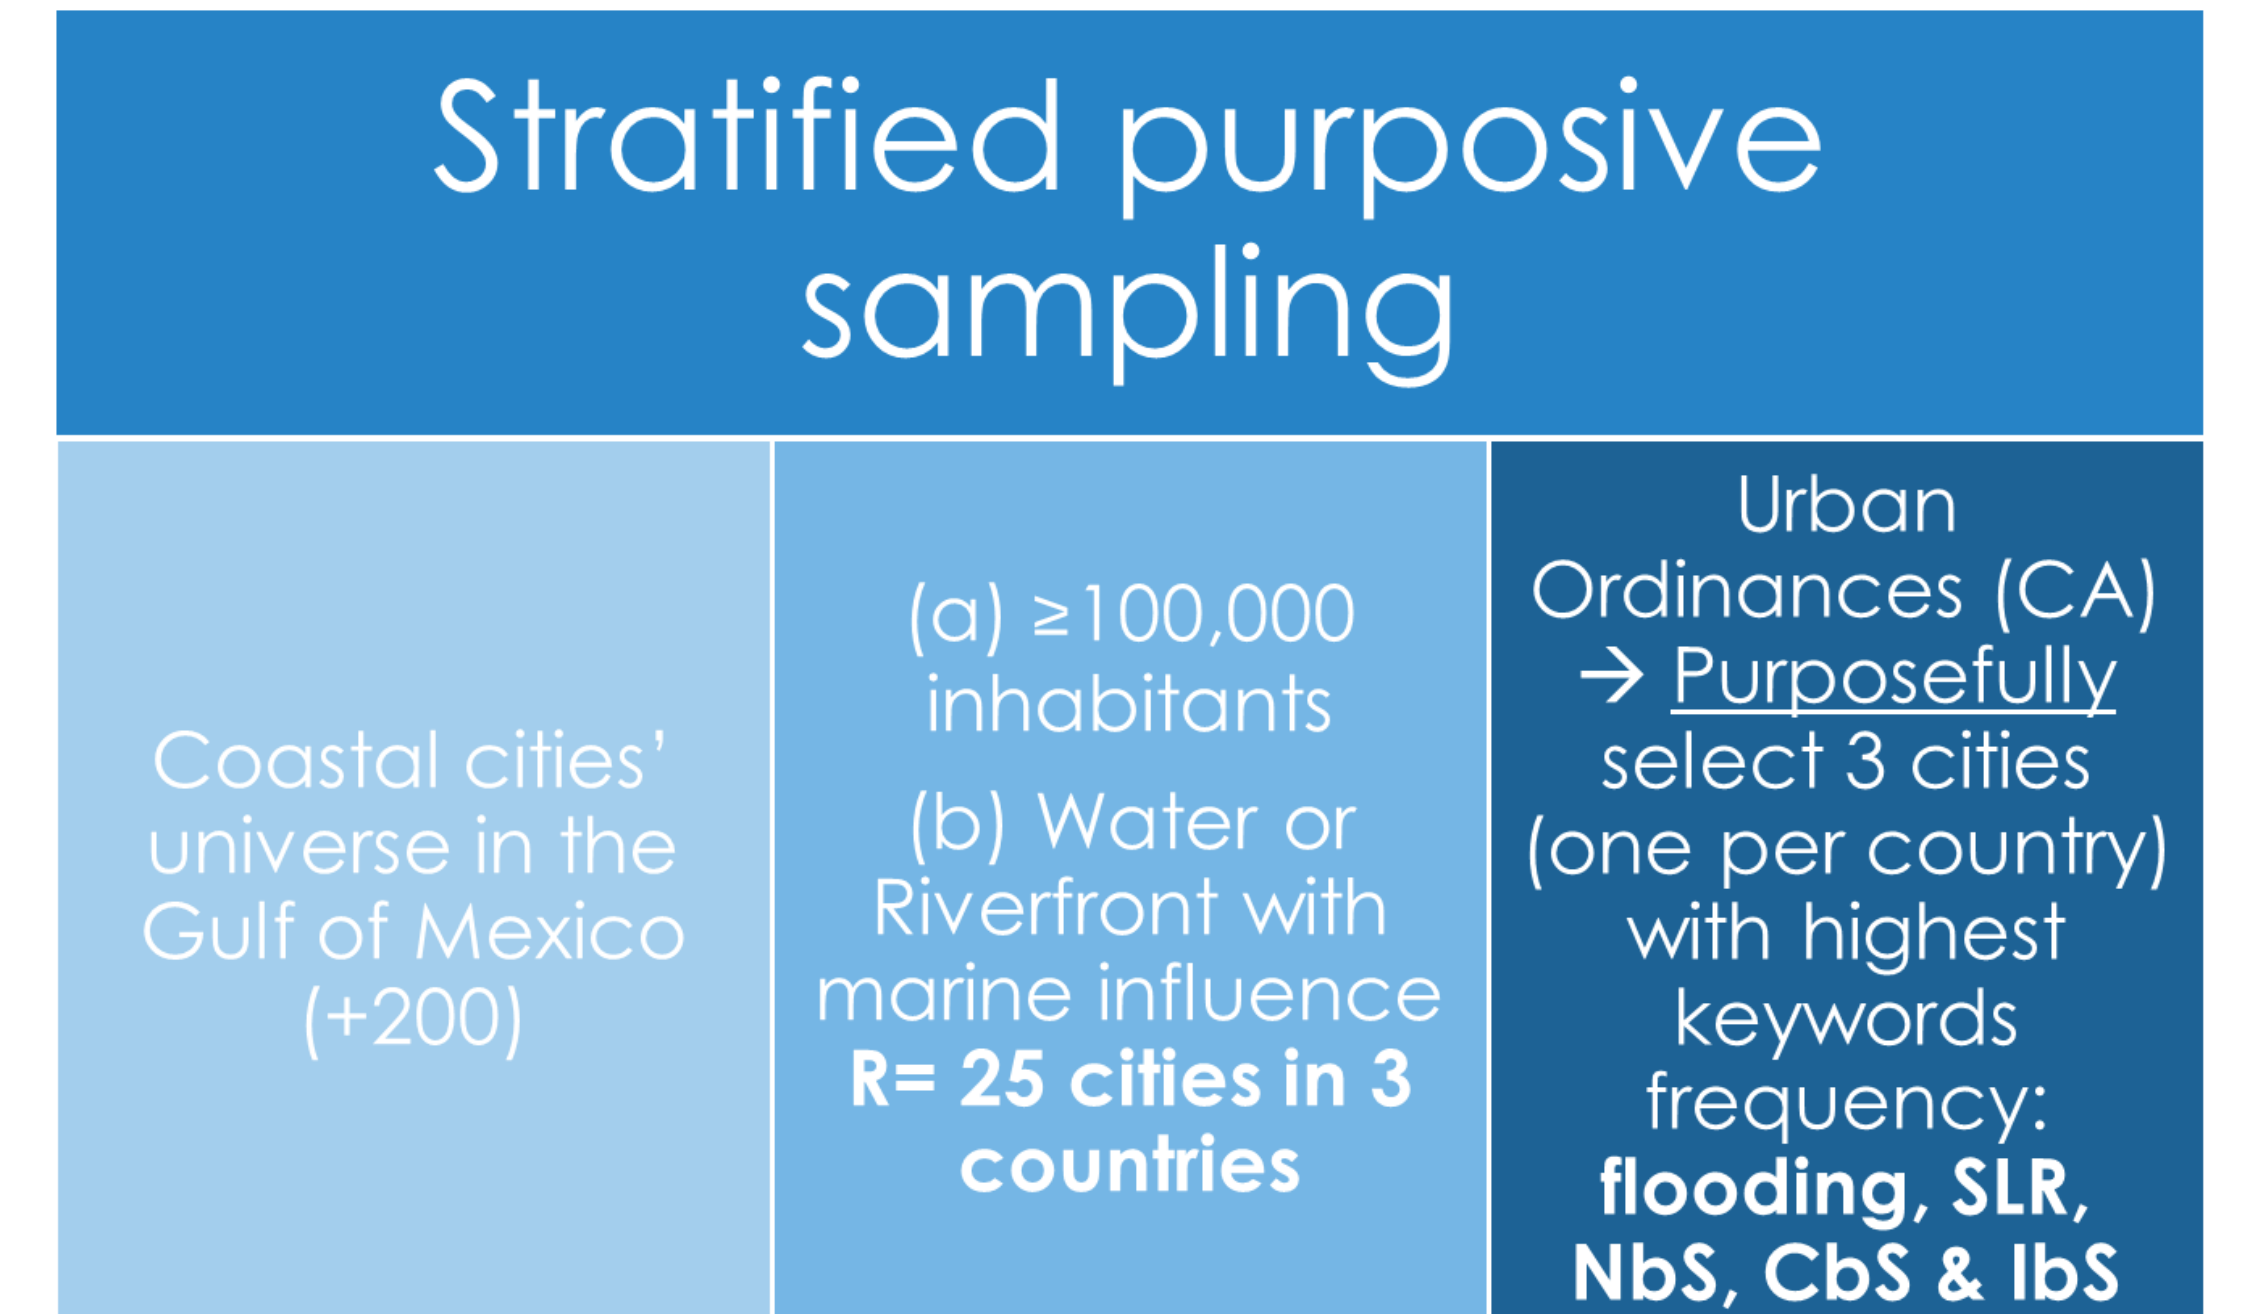 Stratified purposive
sampling
Coastal cities’
universe in the
Gulf of Mexico
(+200)
(a) ≥100,000
inhabitants
(b) Water or
Riverfront with
marine influence
R= 25 cities in 3
countries
Urban
Ordinances (CA)
→ Purposefully
select 3 cities
(one per country)
with highest
keywords
frequency:
flooding, SLR,
NbS, CbS & IbS